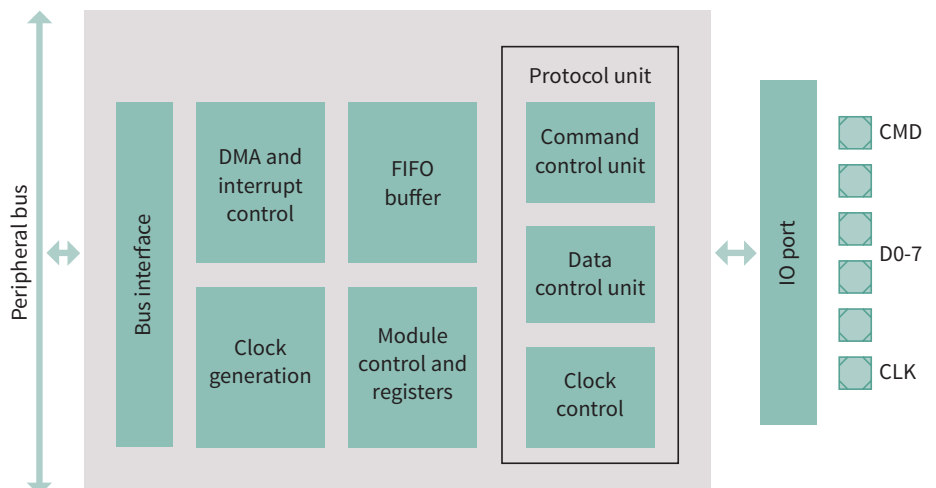 Peripheral bus
Bus interface
DMA and
interrupt
control
FIFO
buffer
Clock
generation
Module
control and
registers
Protocol unit
Command
control unit
Data
control unit
Clock
control
IO port
CMD
D0-7
CLK